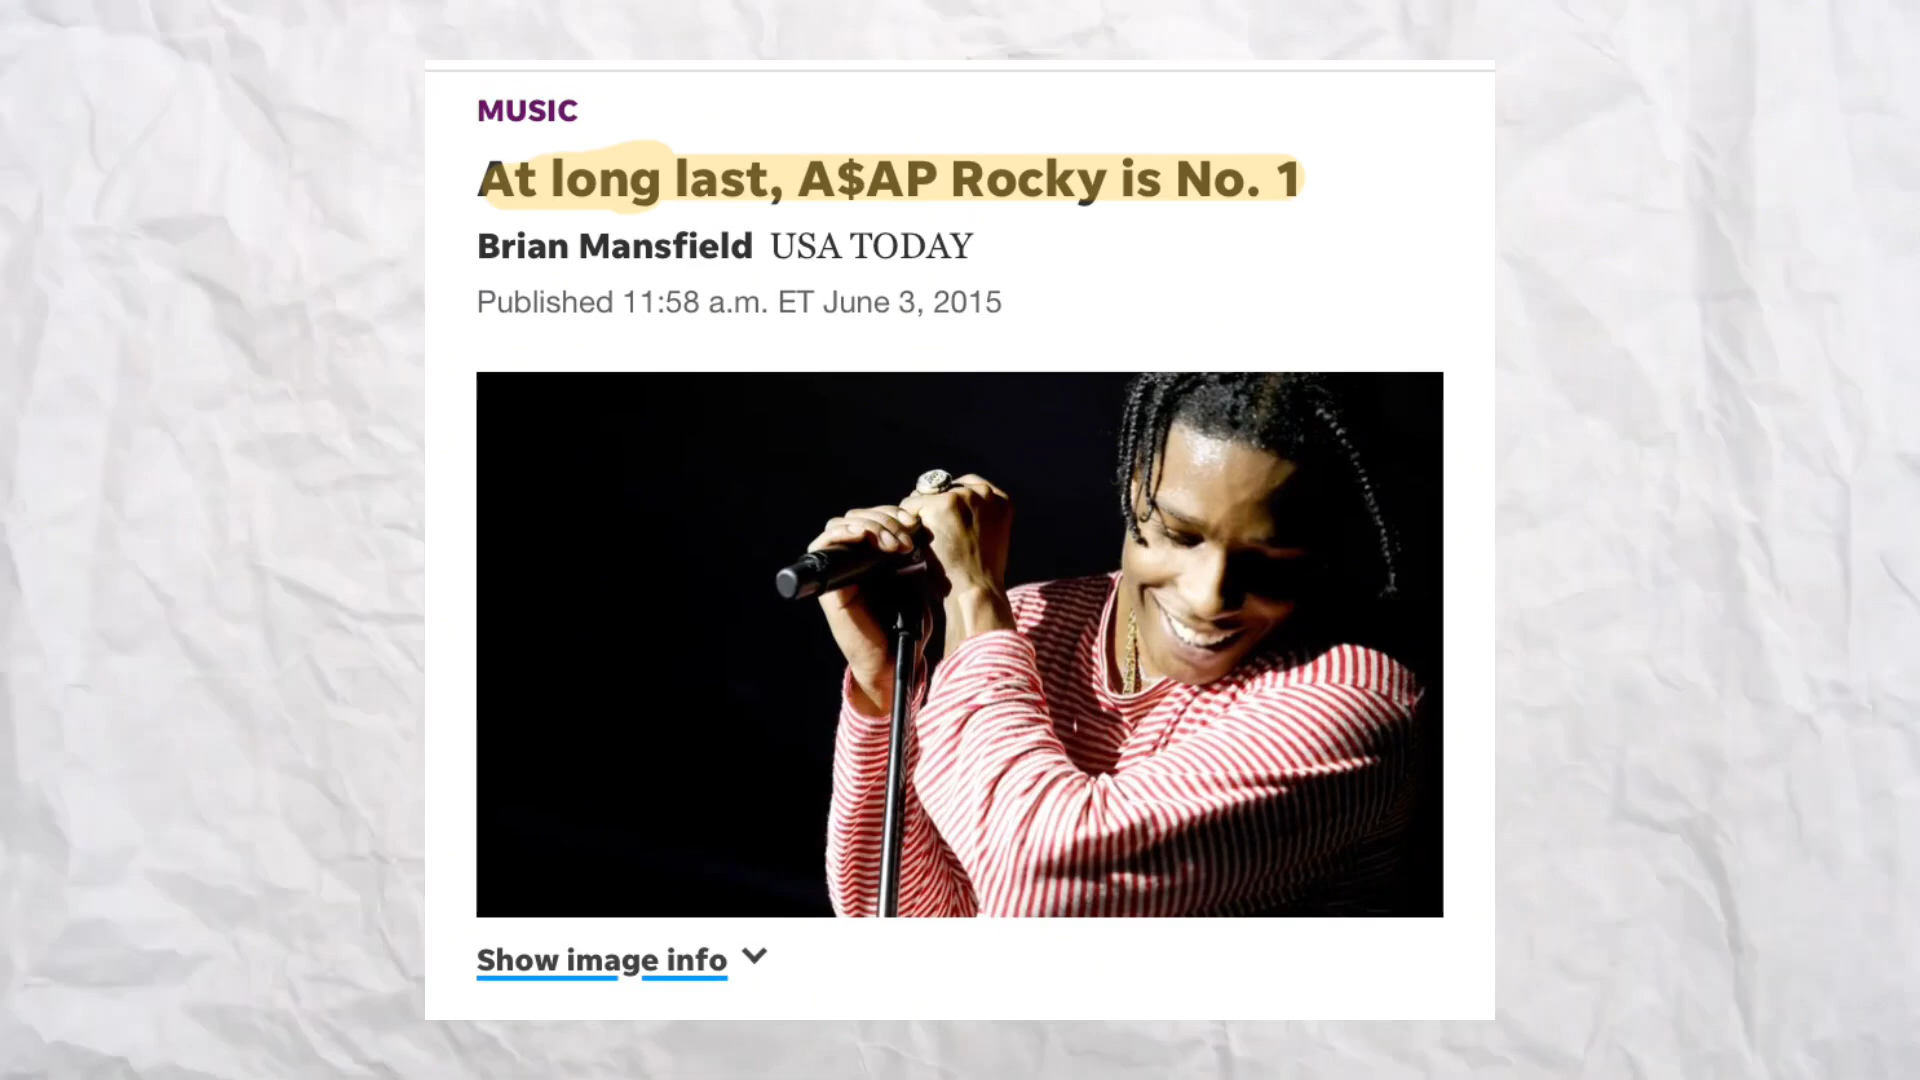 MUSIC
At long last, A$AP Rocky is No. 1
Brian Mansfield USA TODAY
Published 11:58 a.m. ET June 3, 2015
Show image info